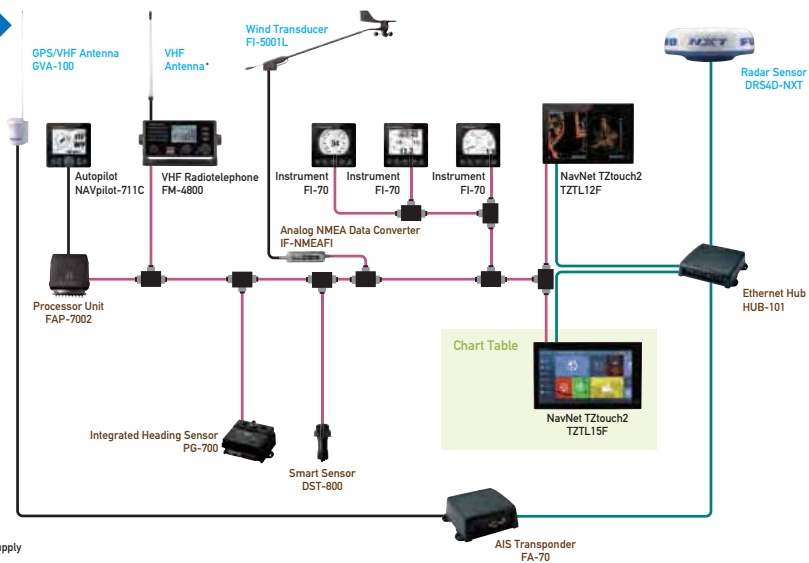 GPS/VHF Antenna
GVA-100
VHF
Antenna*
Wind Transducer
FI-5001L
NXT
Radar Sensor
DRS4D-NXT
Autopilot
NAVpilot-711C
VHF Radiotelephone
FM-4800
Instrument
FI-70
Instrument
FI-70
Instrument
FI-70
NavNet TZtouch2
TZTL12F
Analog NMEA Data Converter
IF-NMEAFI
Processor Unit
FAP-7002
Ethernet Hub
HUB-101
Chart Table
NavNet TZtouch2
TZTL15F
Integrated Heading Sensor
PG-700
Smart Sensor
DST-800
AIS Transponder
FA-70
upply